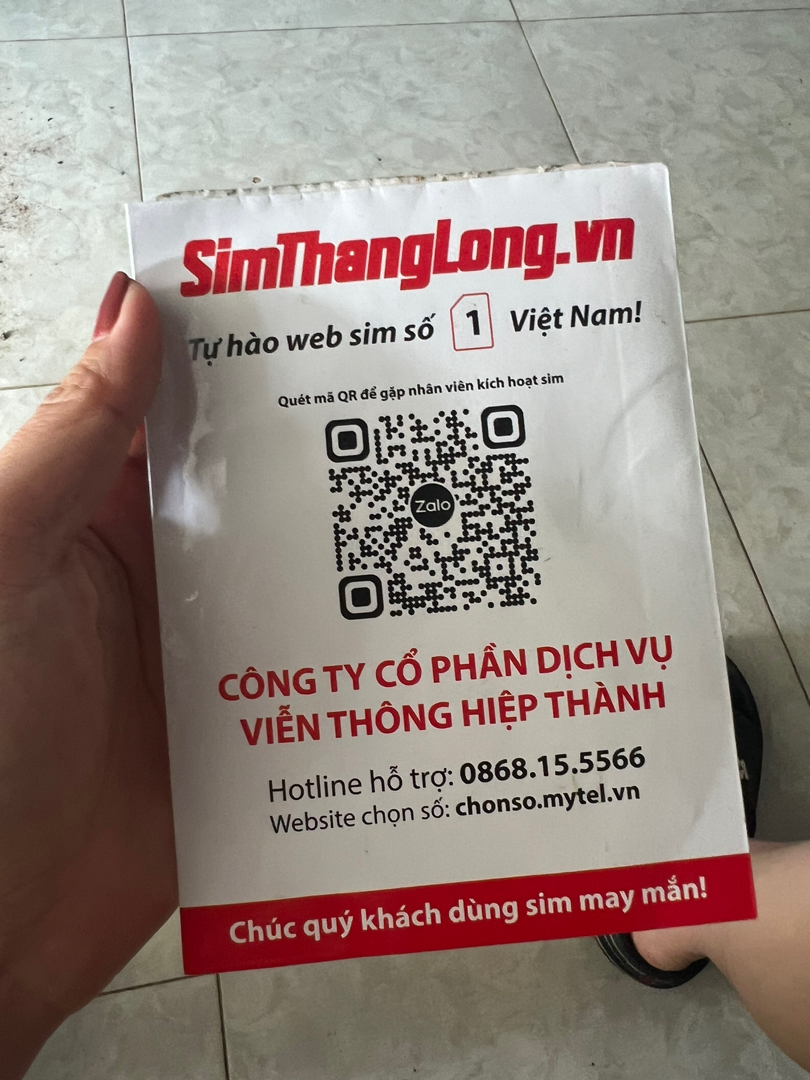 SimThangLong.vn
Tự hào web sim số 1 Việt Nam!
Quét mã QR để gặp nhân viên kích hoạt sim
Zalo
CÔNG TY CỔ PHẦN DỊCH VỤ
VIỄN THÔNG HIỆP THÀNH
Hotline hỗ trợ: 0868.15.5566
Website chọn số: chonso.mytel.vn
Chúc quý khách dùng sim may mắn!